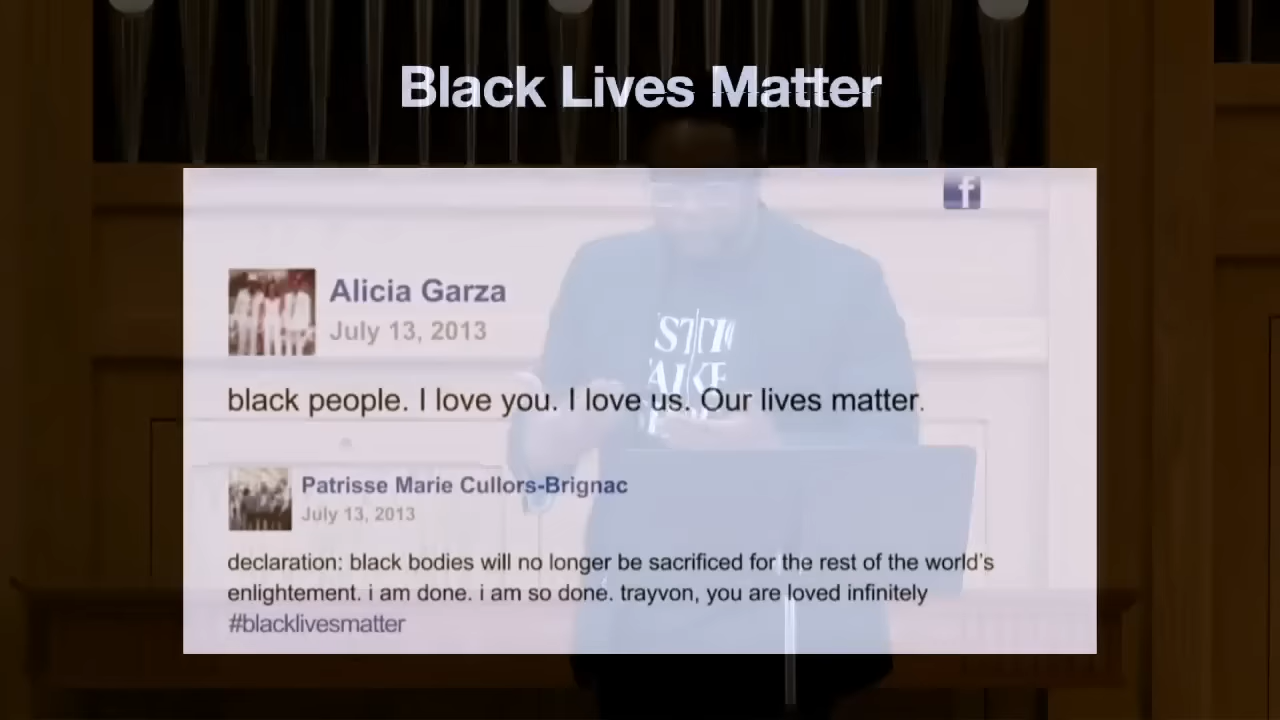 Black Lives Matter
f
Alicia Garza
July 13, 2013
black people. I love you. I love us. Our lives matter.
Patrisse Marie Cullors-Brignac
July 13, 2013
declaration: black bodies will no longer be sacrificed for the rest of the world's
enlightement. i am done. i am so done. trayvon, you are loved infinitely
#blacklivesmatter